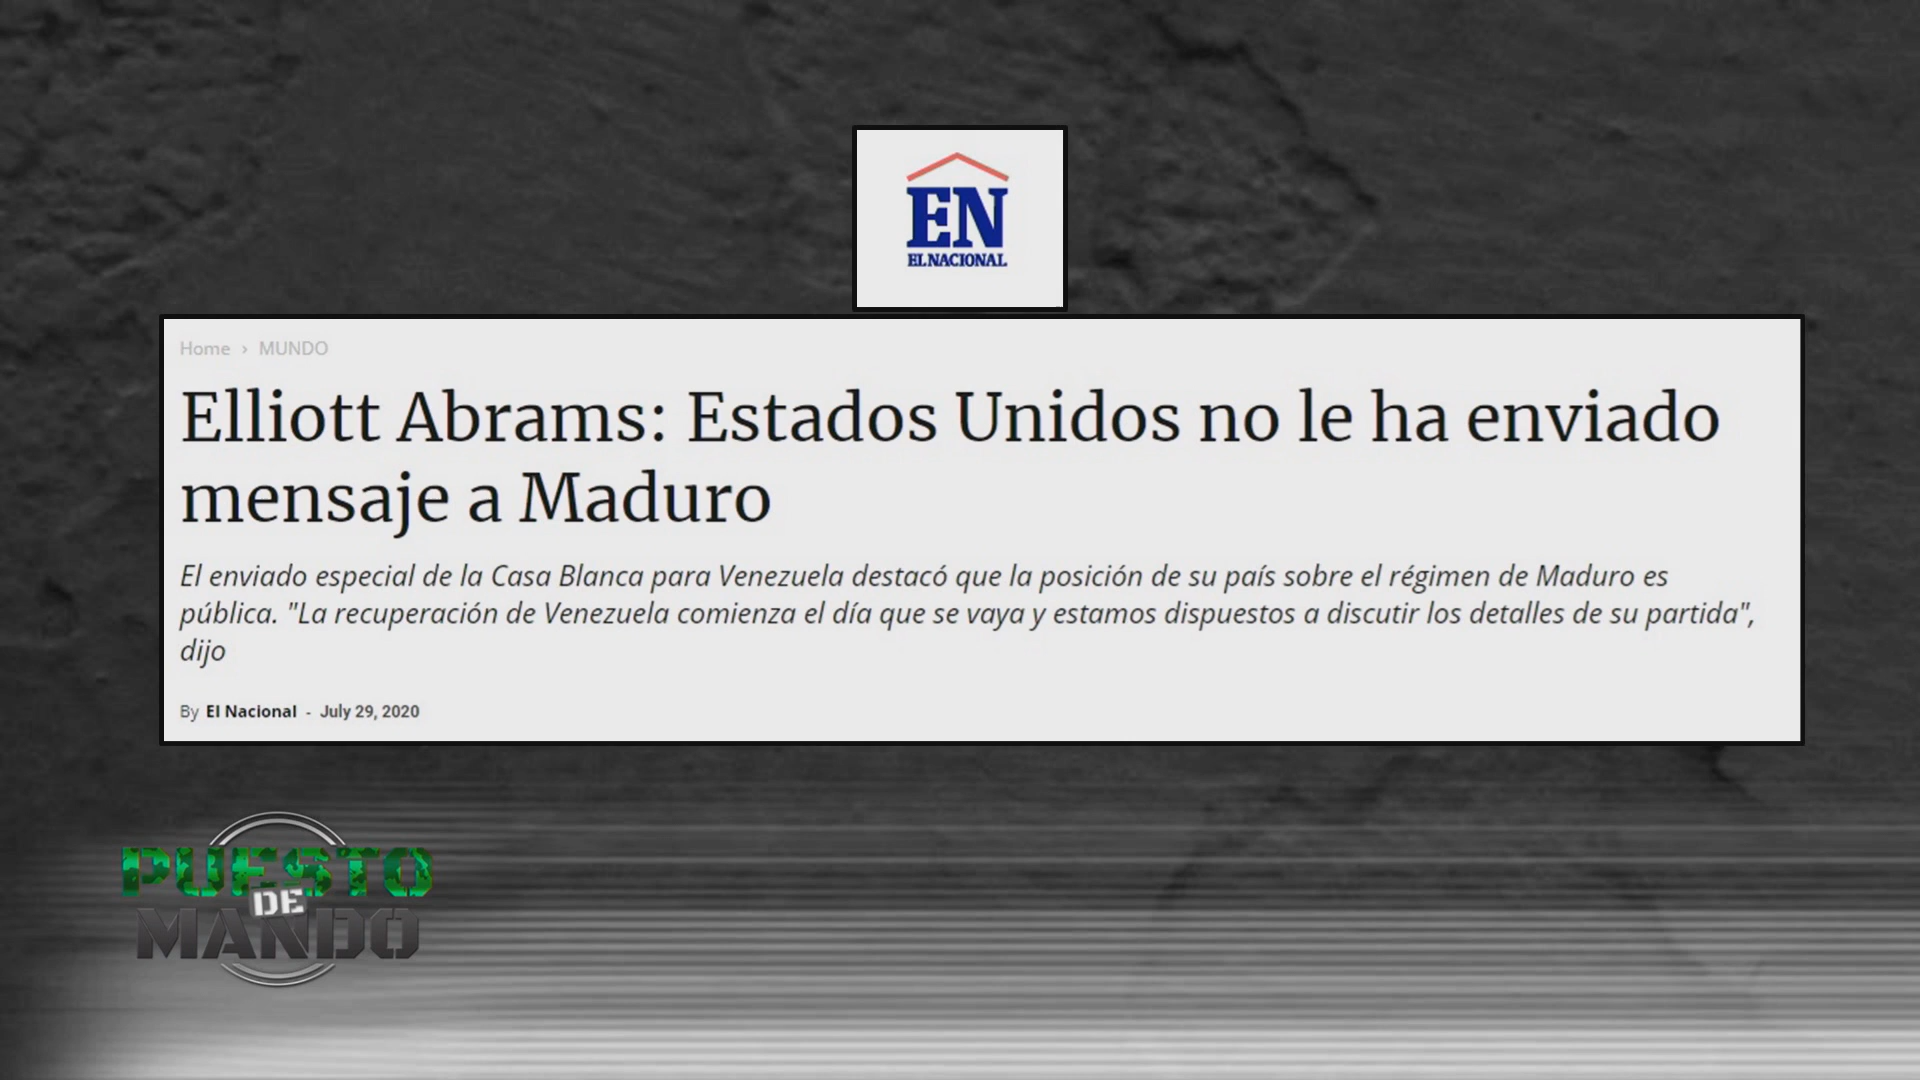 EN
EL NACIONAL
Home › MUNDO
Elliott Abrams: Estados Unidos no le ha enviado
mensaje a Maduro
El enviado especial de la Casa Blanca para Venezuela destacó que la posición de su país sobre el régimen de Maduro es
pública. "La recuperación de Venezuela comienza el día que se vaya y estamos dispuestos a discutir los detalles de su partida",
dijo
By El Nacional - July 29, 2020
PUESTO
DE
MANDO